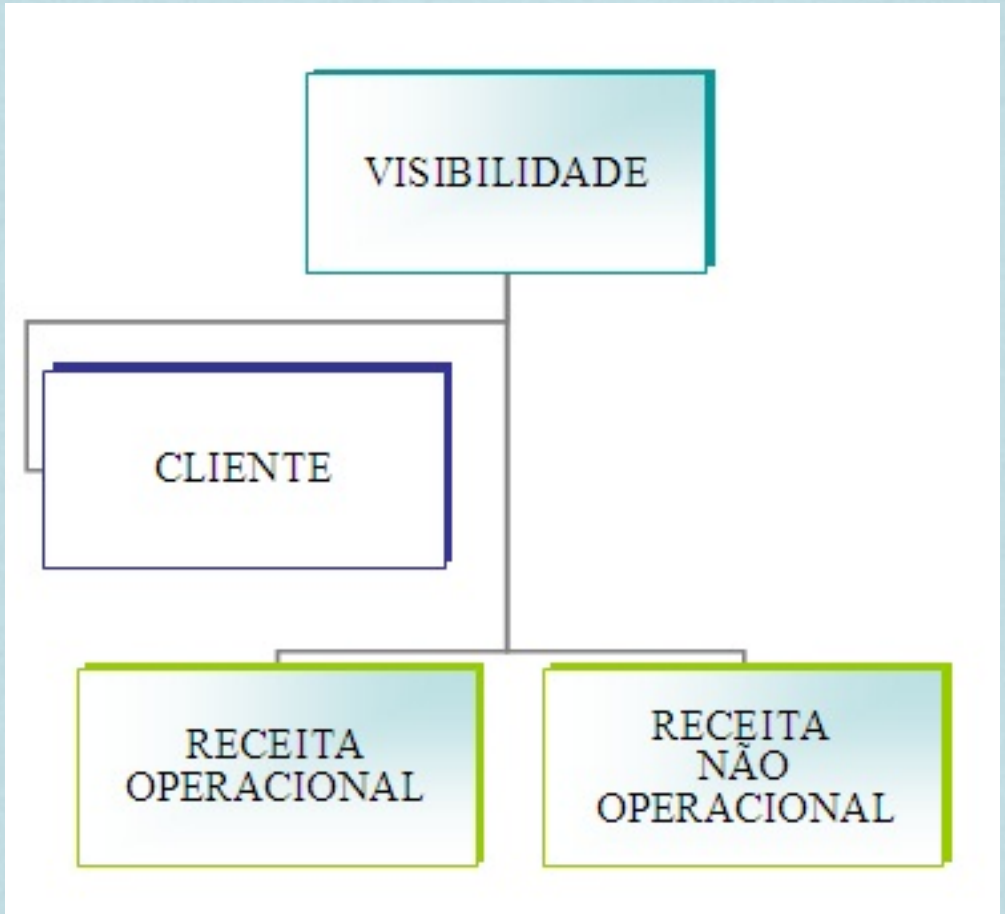 VISIBILIDADE
CLIENTE
RECEITA
OPERACIONAL
RECEITA
NÃO
OPERACIONAL